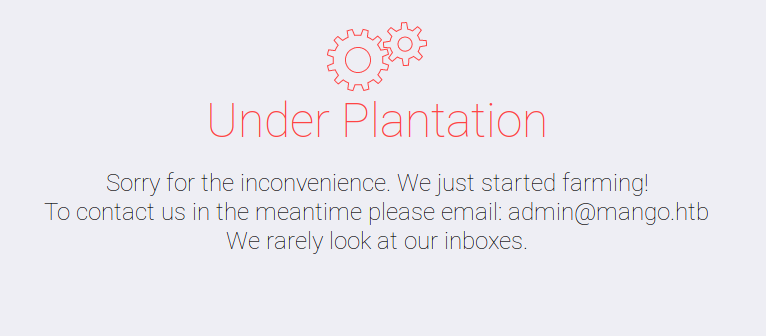 Under Plantation
Sorry for the inconvenience. We just started farming!
To contact us in the meantime please email: admin@mango.htb
We rarely look at our inboxes.